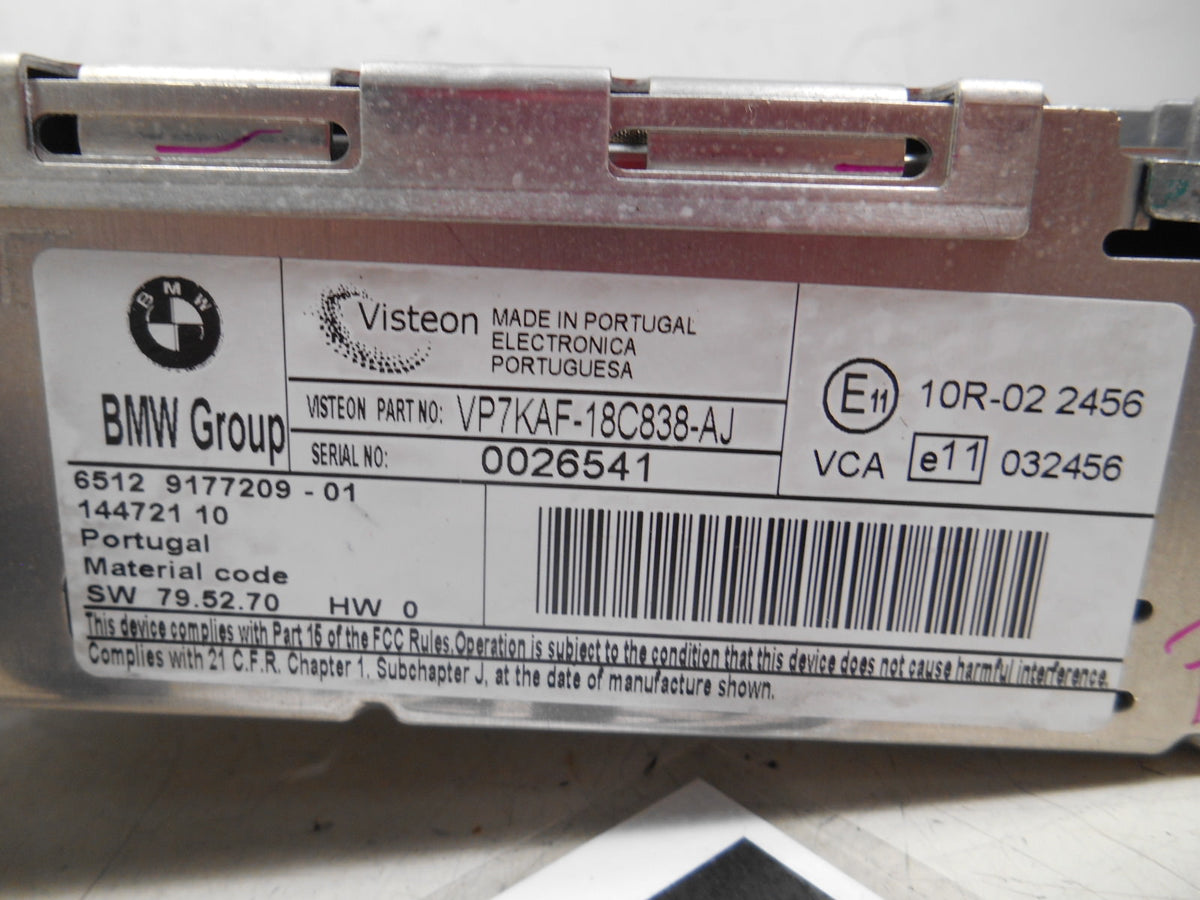 BMW
BMW Group
Visteon
MADE IN PORTUGAL
ELECTRONICA
PORTUGUESA
VISTEON PART NO: VP7KAF-18C838-AJ
SERIAL NO: 0026541
E11 10R-02 2456
VCA e11 032456
6512 9177209 - 01
144721 10
Portugal
Material code
SW 79.52.70 HW 0
This device complies with Part 15 of the FCC Rules.Operation is subject to the condition that this device does not cause harmful interference.
Complies with 21 C.F.R. Chapter 1, Subchapter J, at the date of manufacture shown.